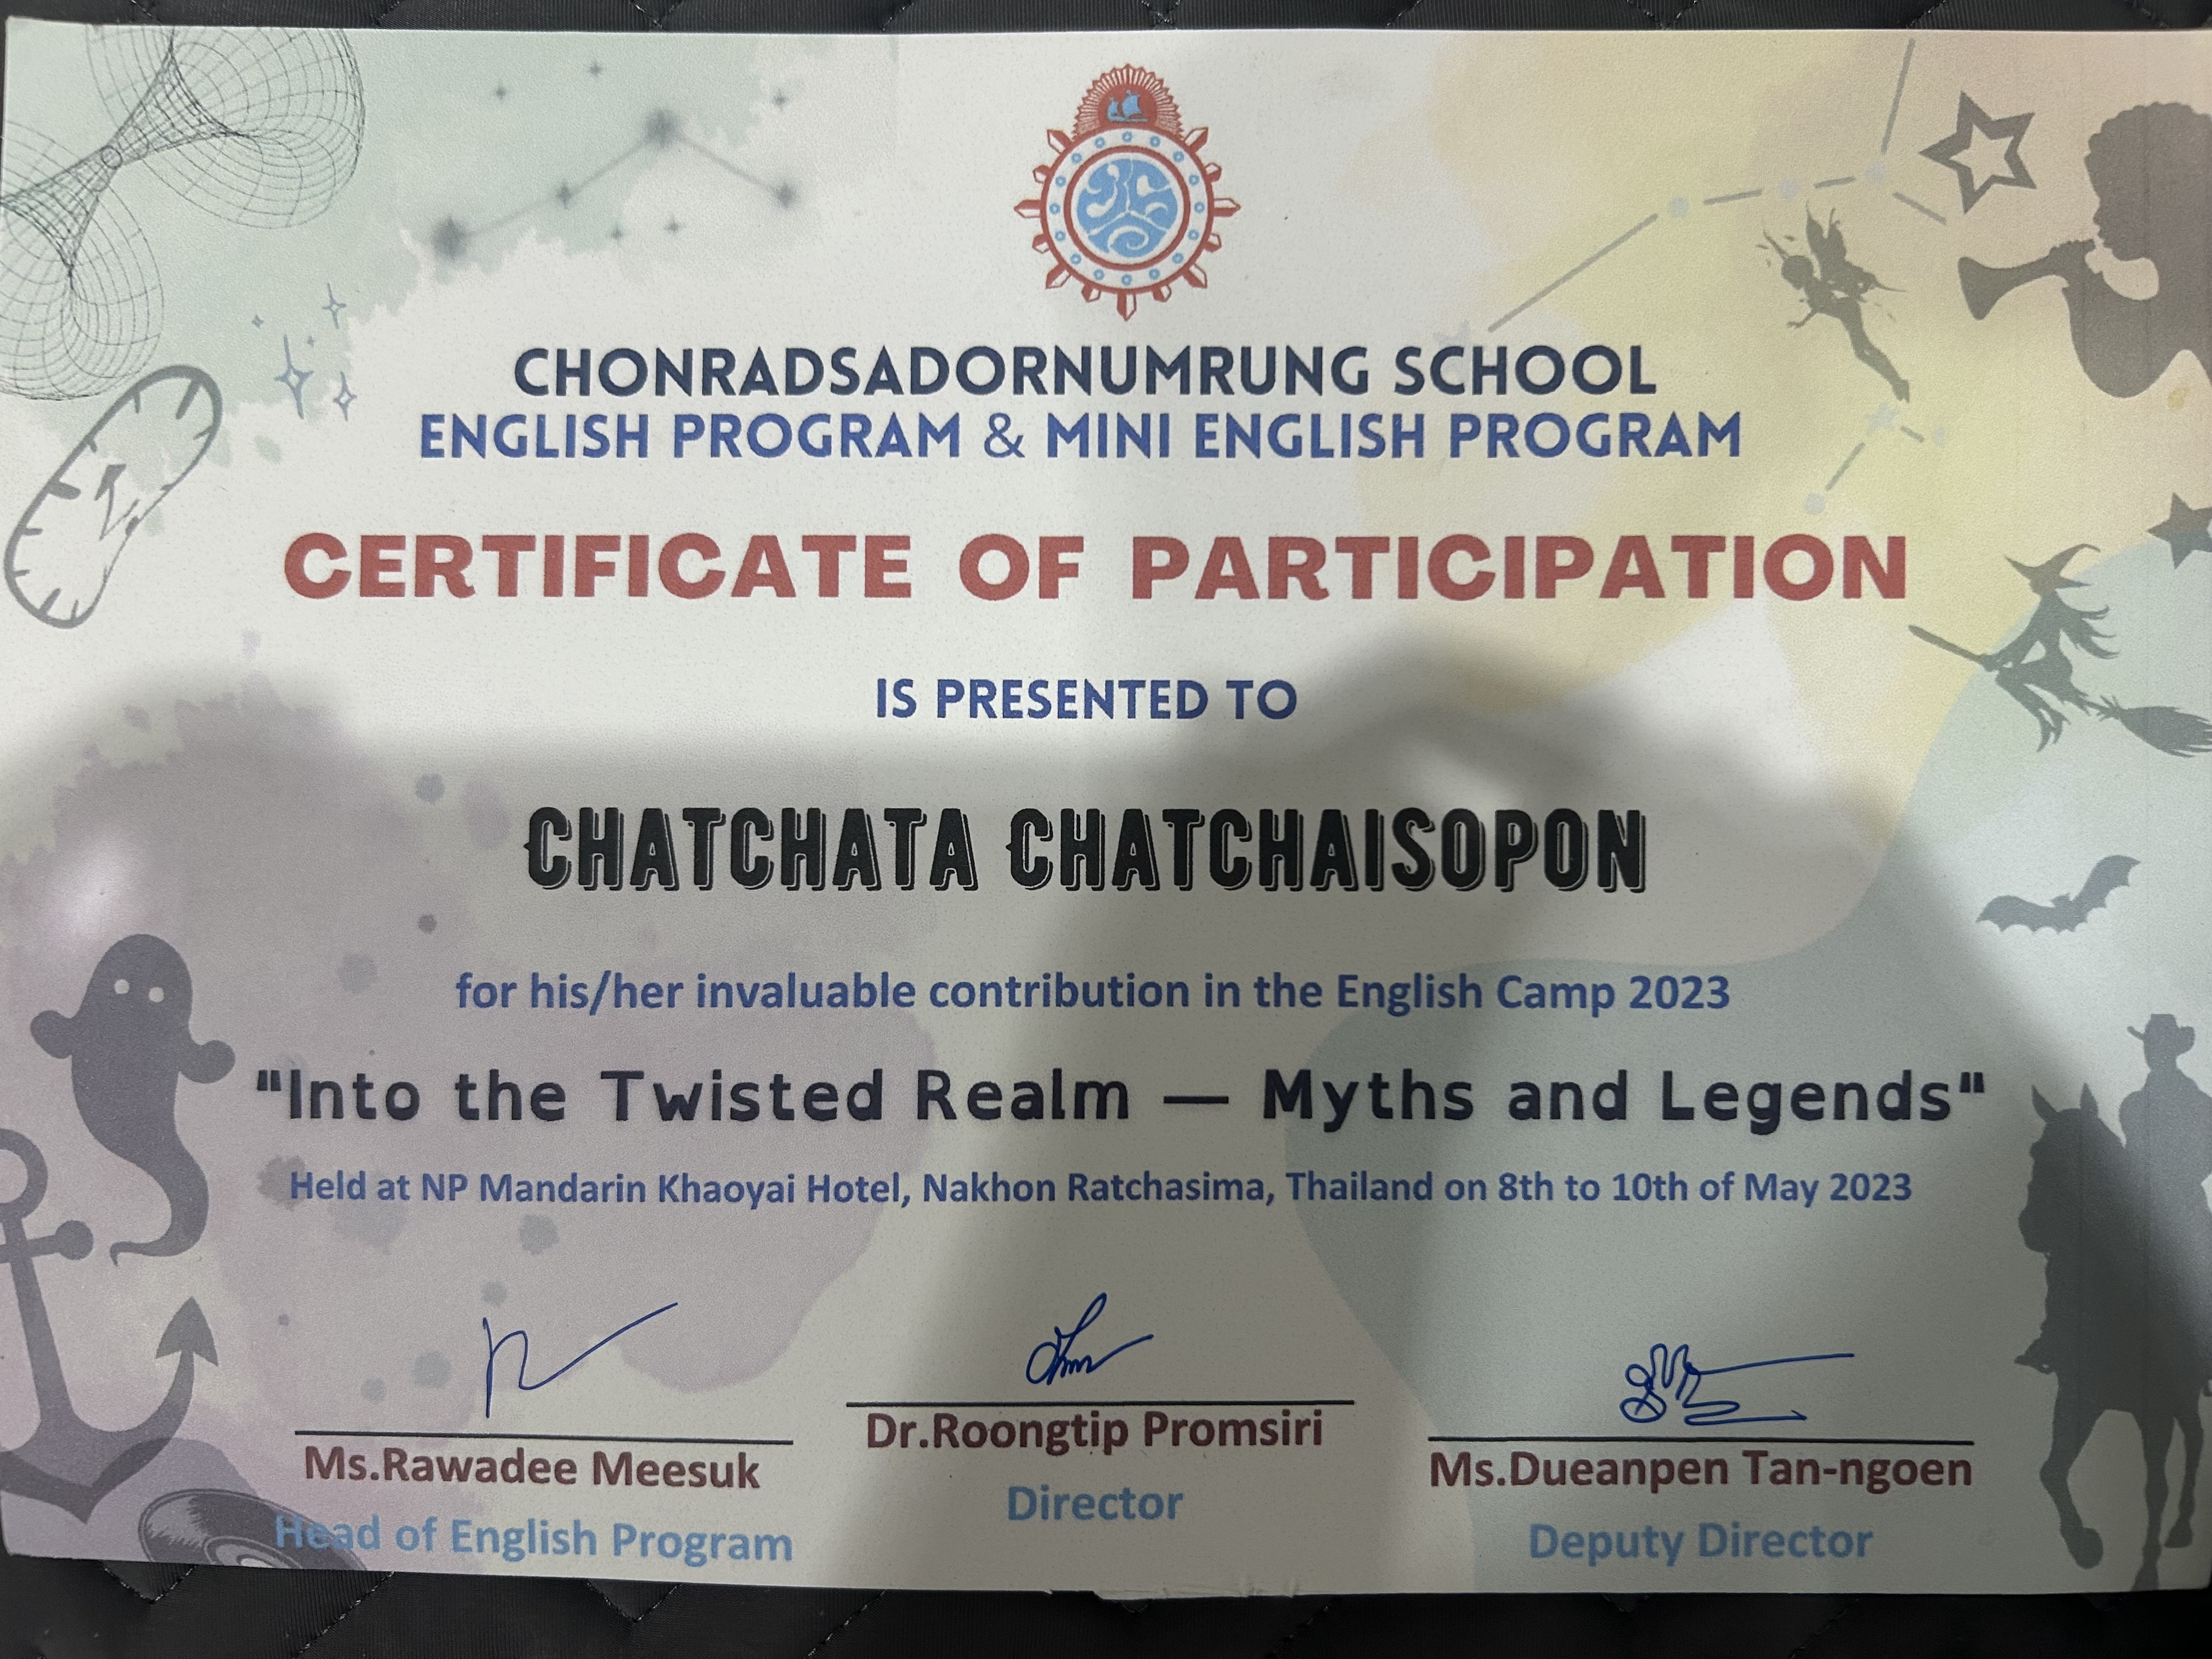 CHONRADSADORNUMRUNG SCHOOL
ENGLISH PROGRAM & MINI ENGLISH PROGRAM
CERTIFICATE OF PARTICIPATION
IS PRESENTED TO
CHATCHATA CHATCHAISOPON
for his/her invaluable contribution in the English Camp 2023
"Into the Twisted Realm — Myths and Legends"
Held at NP Mandarin Khaoyai Hotel, Nakhon Ratchasima, Thailand on 8th to 10th of May 2023
Ms.Rawadee Meesuk
Head of English Program
Dr.Roongtip Promsiri
Director
Ms.Dueanpen Tan-ngoen
Deputy Director